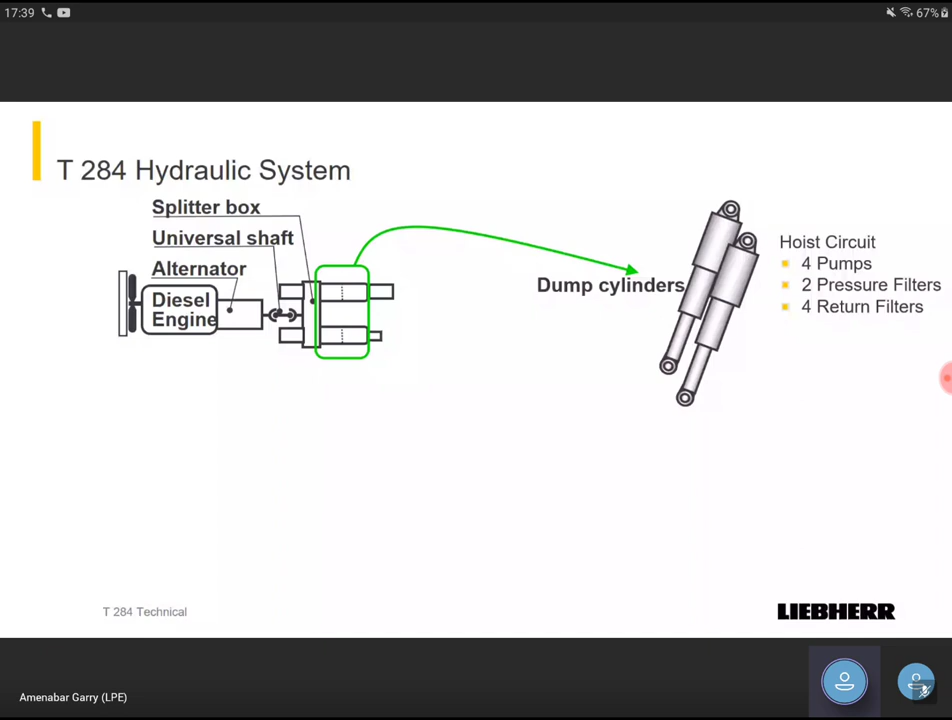 17:39
67%
T 284 Hydraulic System
Splitter box
Universal shaft
Alternator
Diesel
Engine
Dump cylinders
Hoist Circuit
4 Pumps
2 Pressure Filters
4 Return Filters
T 284 Technical
LIEBHERR
Amenabar Garry (LPE)